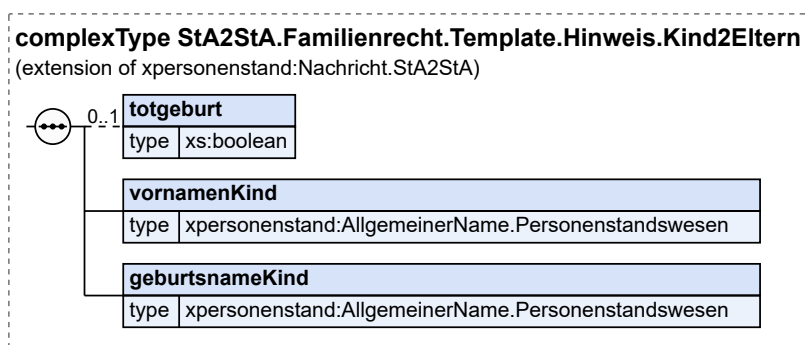 complexType StA2StA.Familienrecht.Template.Hinweis.Kind2Eltern
(extension of xpersonenstand:Nachricht.StA2StA)
0..1 totgeburt
type xs:boolean
vornamenKind
type xpersonenstand:AllgemeinerName.Personenstandswesen
geburtsnameKind
type xpersonenstand:AllgemeinerName.Personenstandswesen